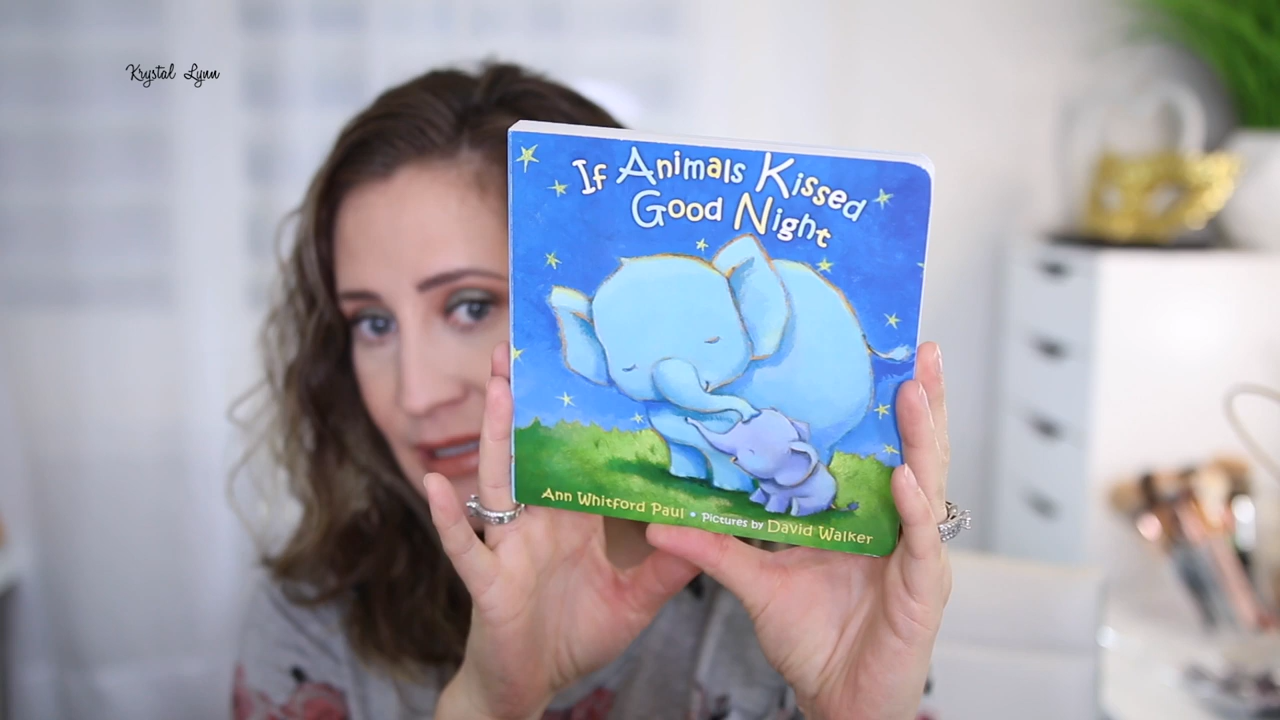 Krystal Lynn
If Animals Kissed
Good Night
Ann Whitford Paul • Pictures by David Walker